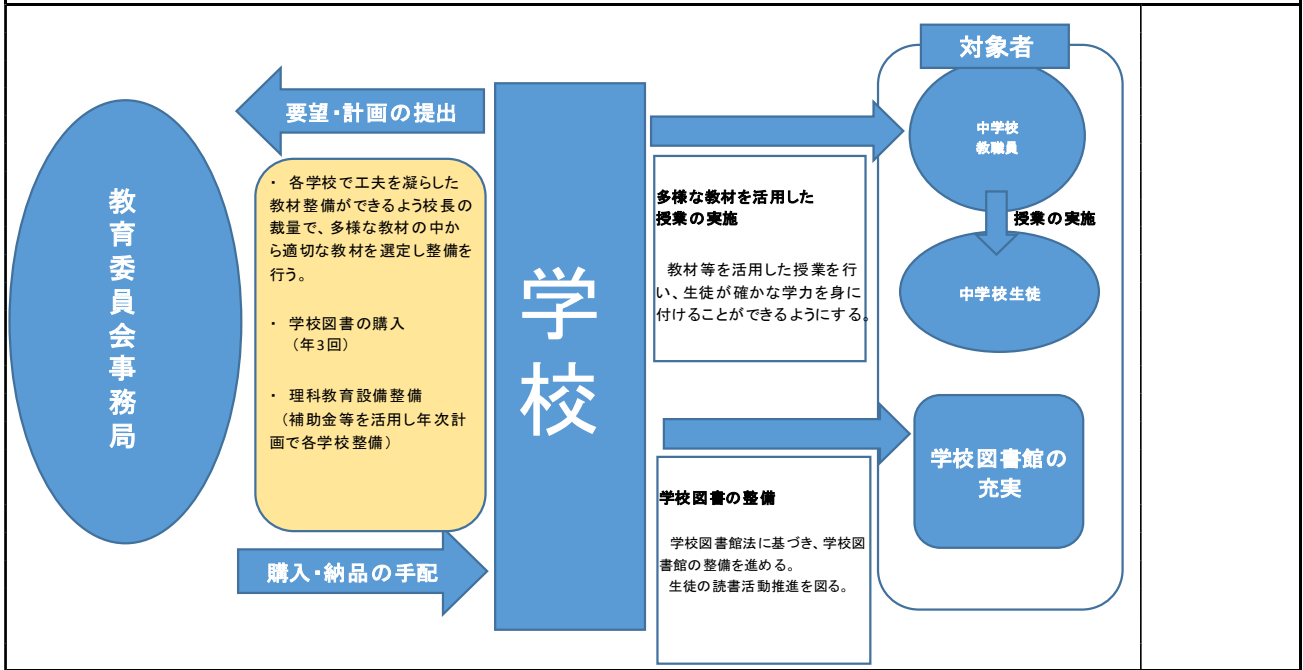 教育委員会事務局
要望・計画の提出
・ 各学校で工夫を凝らした
教材整備ができるよう校長の
裁量で、多様な教材の中か
ら適切な教材を選定し整備を
行う。
・ 学校図書の購入
（年3回）
・ 理科教育設備整備
（補助金等を活用し年次計
画で各学校整備）
購入・納品の手配
学校
多様な教材を活用した
授業の実施
教材等を活用した授業を行
い、生徒が確かな学力を身に
付けることができるようにする。
学校図書の整備
学校図書館法に基づき、学校図
書館の整備を進める。
生徒の読書活動推進を図る。
対象者
中学校
教職員
授業の実施
中学校生徒
学校図書館の
充実